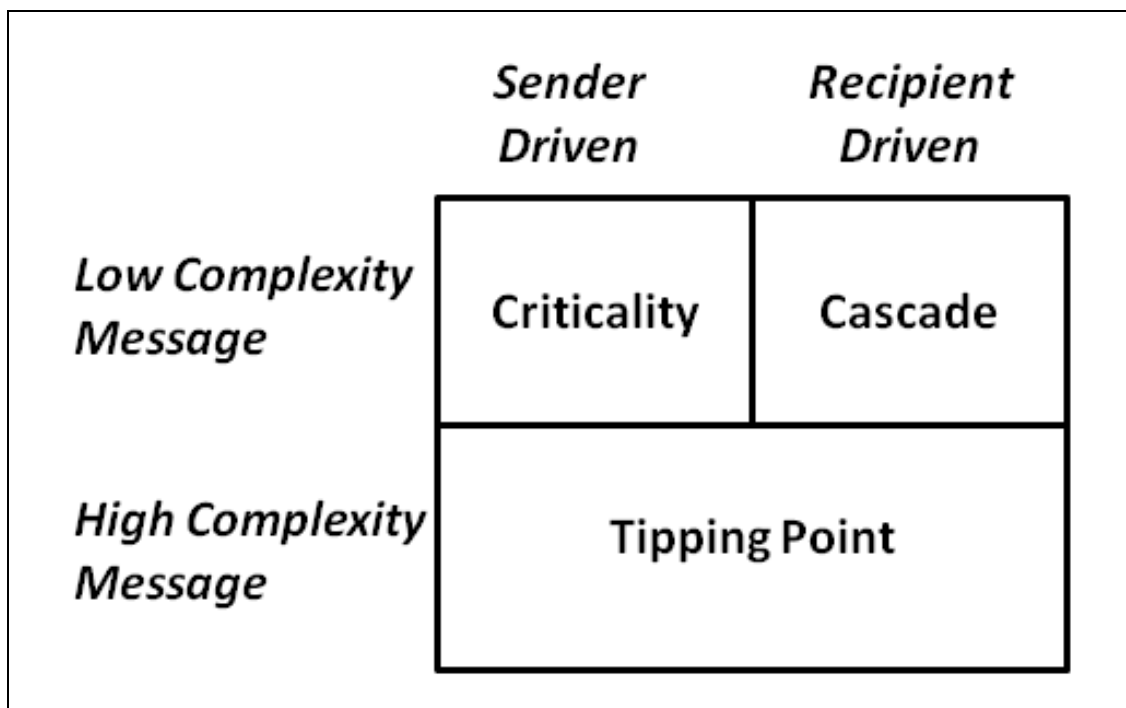 Sender Recipient
Driven Driven
Low Complexity
Message
Criticality Cascade
High Complexity
Message
Tipping Point